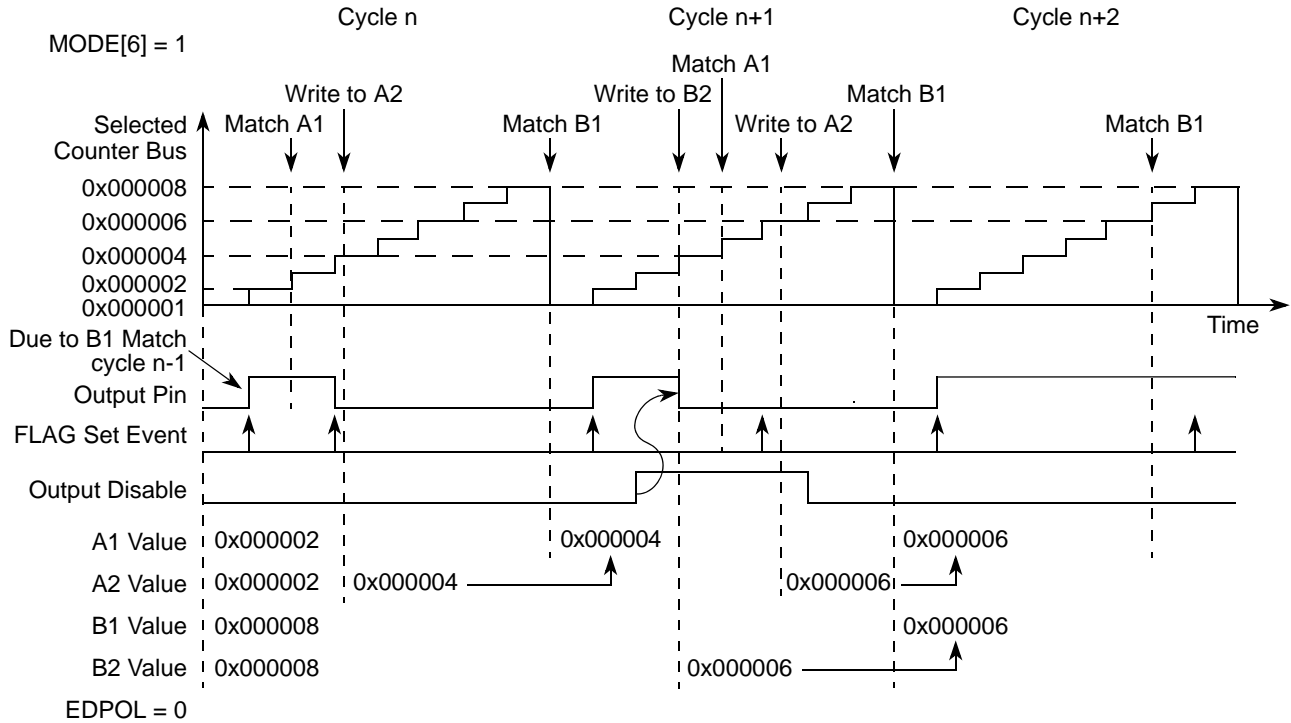 Cycle n
Cycle n+1
Cycle n+2
MODE[6] = 1
Match A1
Write to A2
Write to B2
Match B1
Selected
Counter Bus
Match A1
Match B1
Write to A2
Match B1
0x000008
0x000006
0x000004
0x000002
0x000001
Time
Due to B1 Match
cycle n-1
Output Pin
FLAG Set Event
Output Disable
A1 Value 0x000002 0x000004 0x000006
A2 Value 0x000002 0x000004 0x000006
B1 Value 0x000008 0x000006
B2 Value 0x000008 0x000006
EDPOL = 0